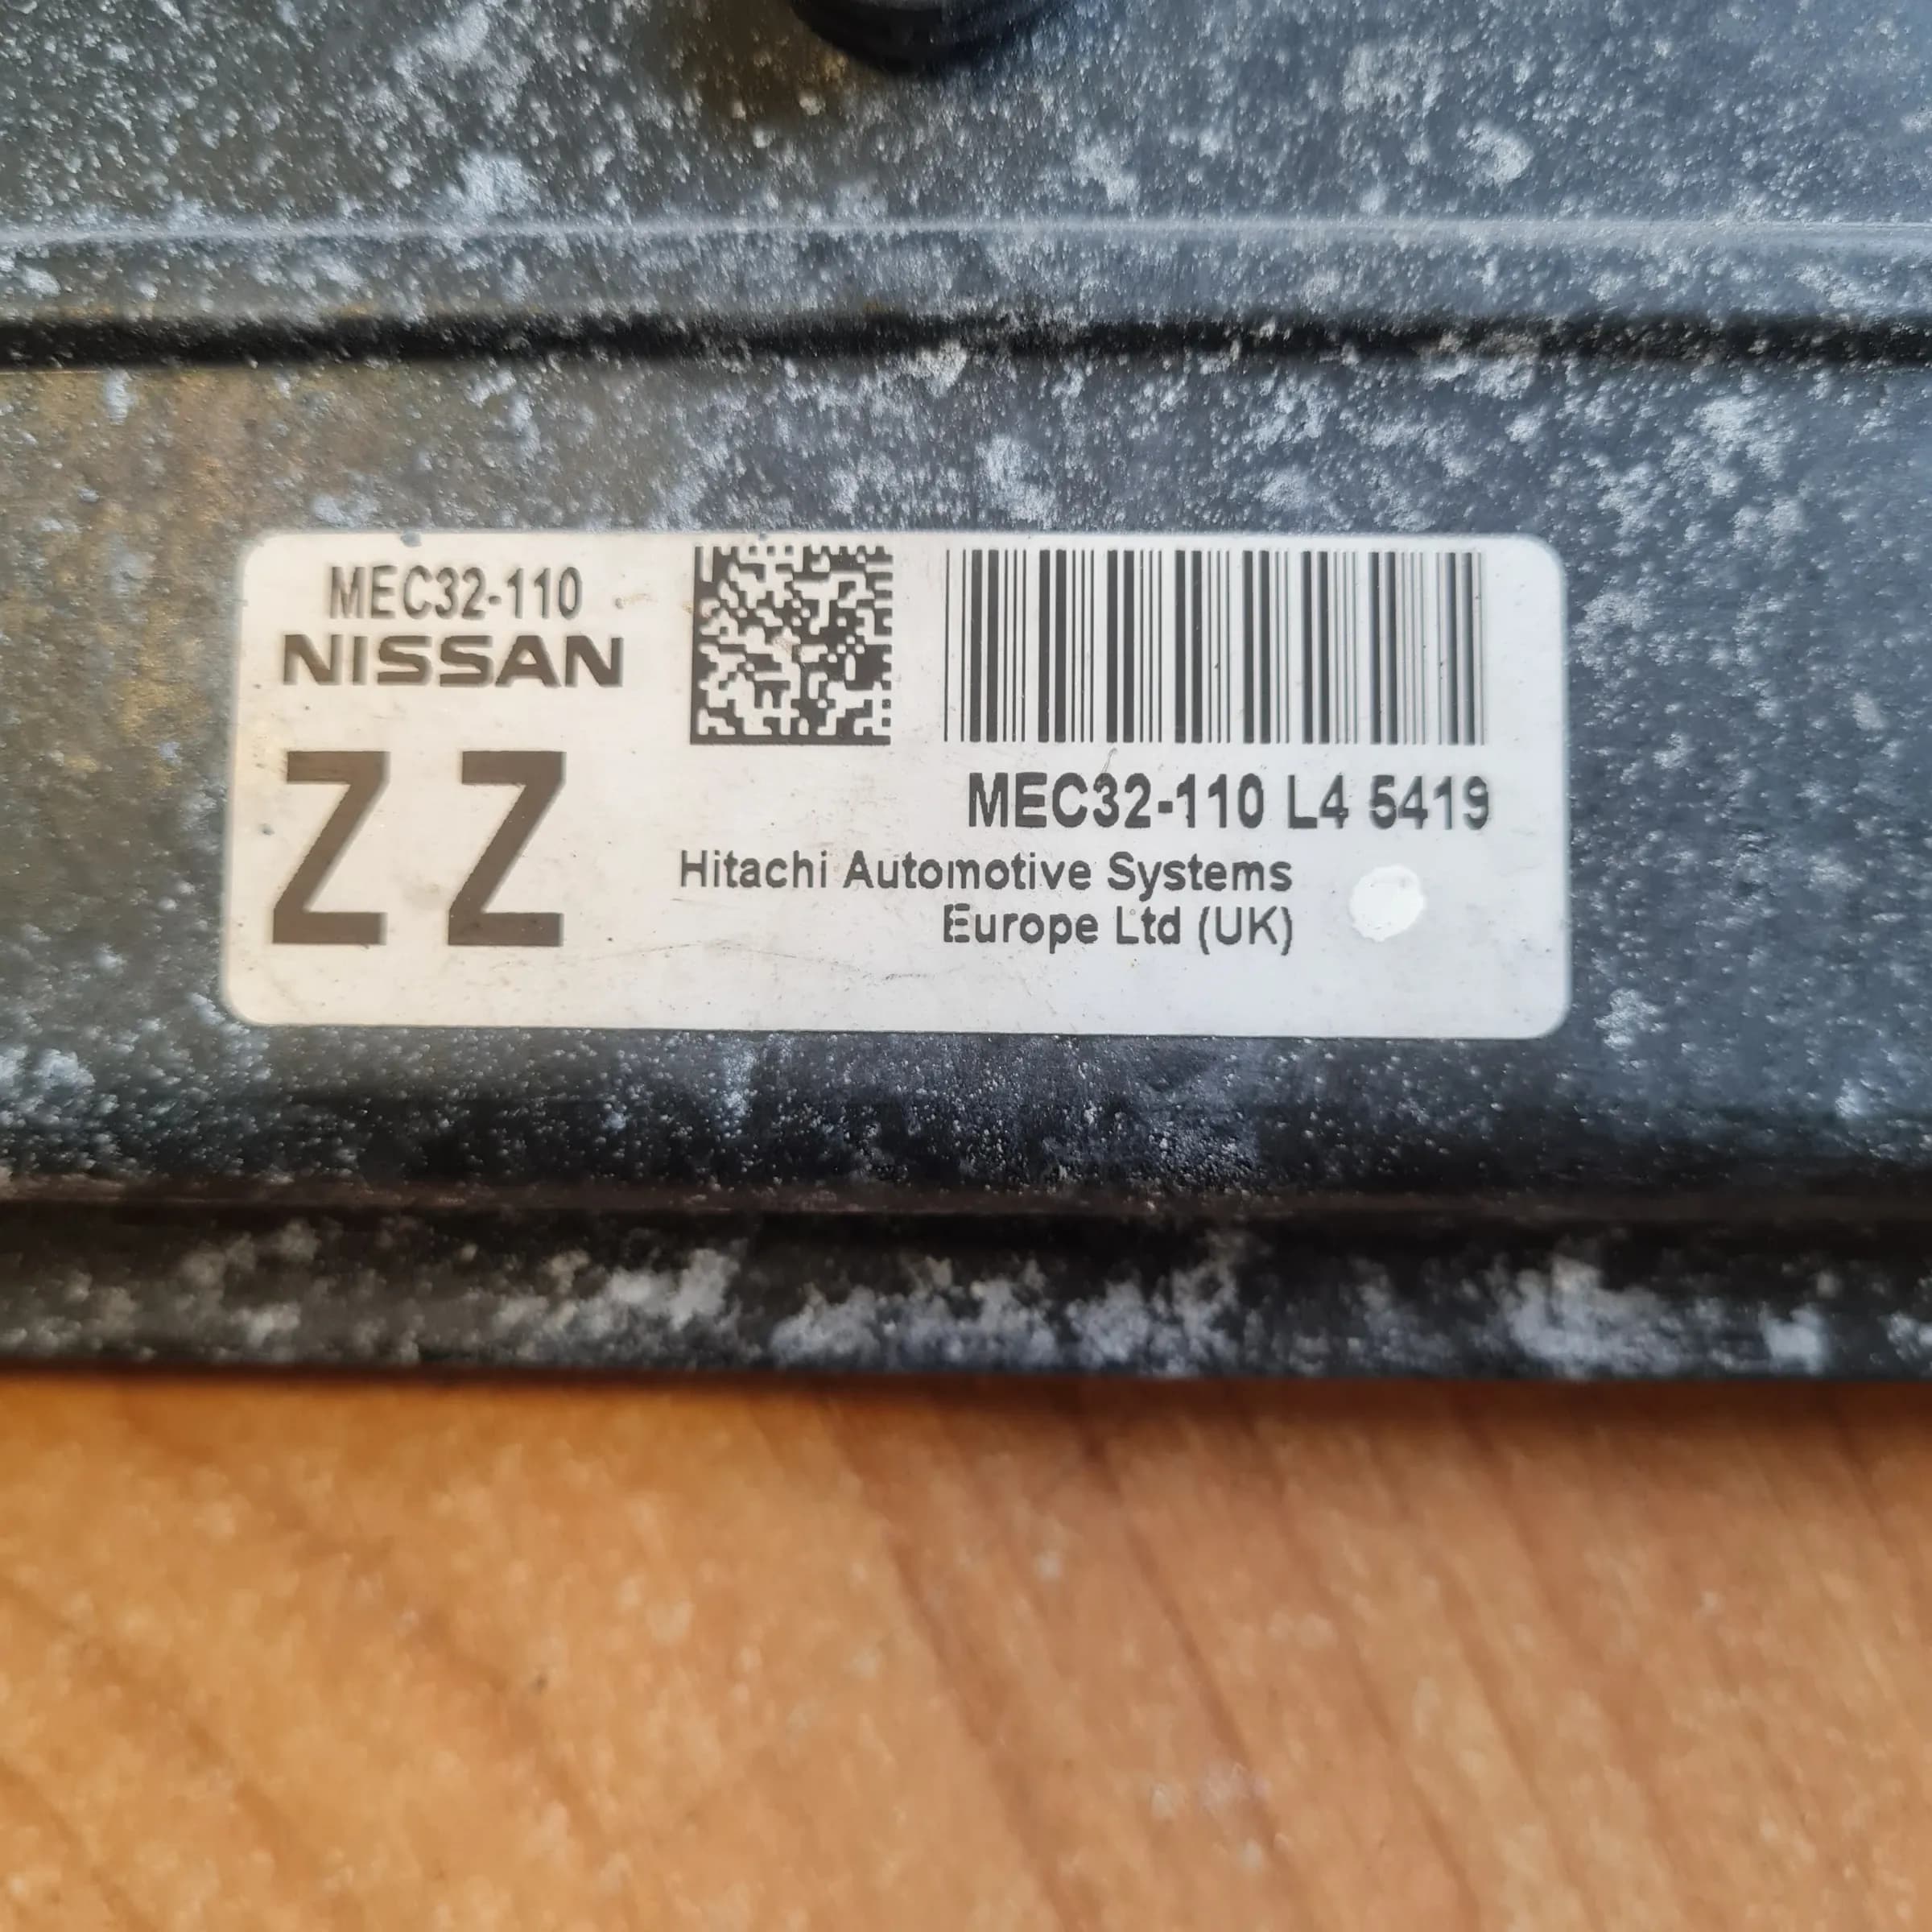 MEC32-110
NISSAN
ZZ
MEC32-110 L4 5419
Hitachi Automotive Systems
Europe Ltd (UK)